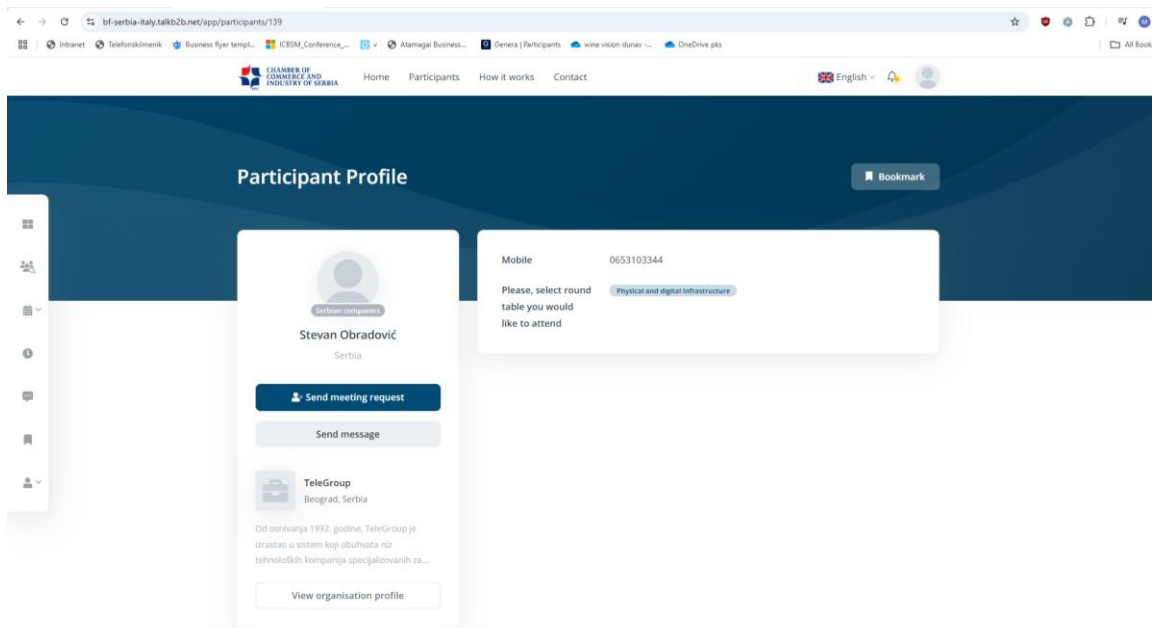 bf-serbia-italy.talkb2b.net/app/participants/139
Intranet Telefonskilmenik Business flyer templ... ICBSM_Conference_... v Atamagai Business... Genera | Participants wine vision dunav -... OneDrive pks All Book
CHAMBER OF
COMMERCE AND
INDUSTRY OF SERBIA
Home Participants How it works Contact English
Participant Profile
Bookmark
Serbian companies
Stevan Obradović
Serbia
Send meeting request
Send message
TeleGroup
Beograd, Serbia
Od osnivanja 1992. godine, TeleGroup je
izrastao u sistem koji obuhvata niz
tehnoloških kompanija specijalizovanih za...
View organisation profile
Mobile 0653103344
Please, select round Physical and digital Infrastructure
table you would
like to attend